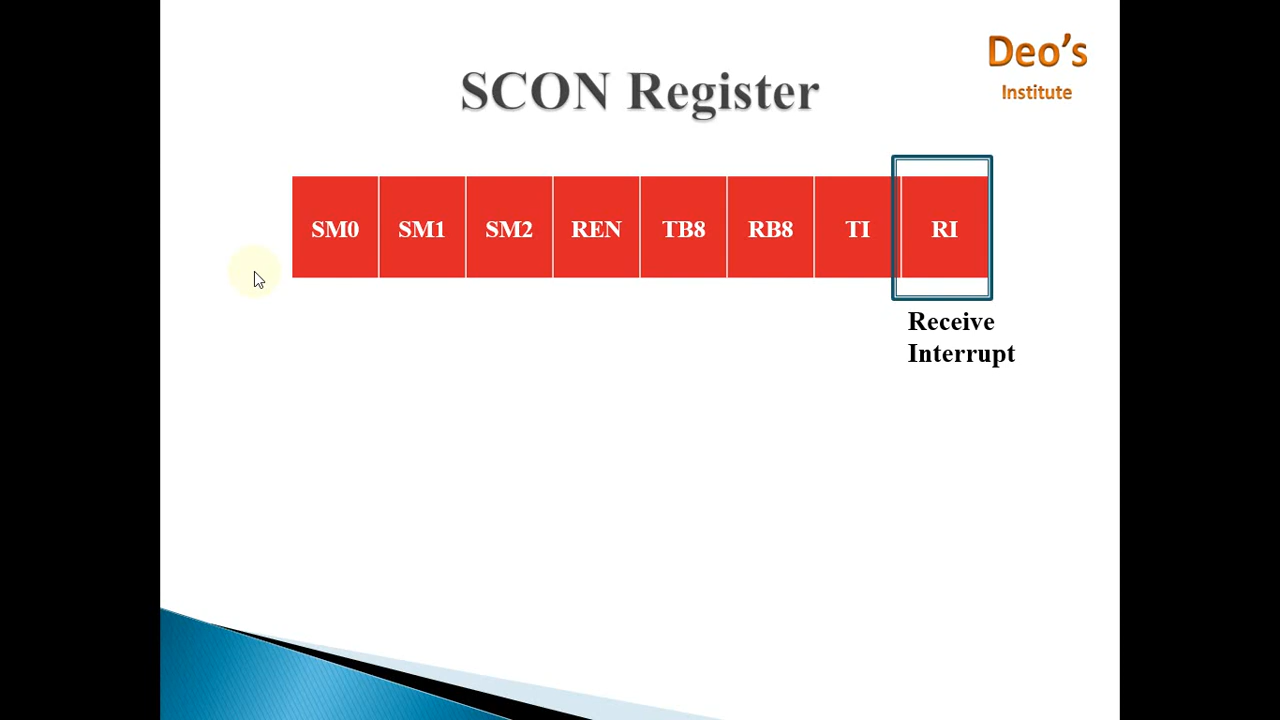 Deo's
Institute
SCON Register
SM0 SM1 SM2 REN TB8 RB8 TI RI
Receive
Interrupt